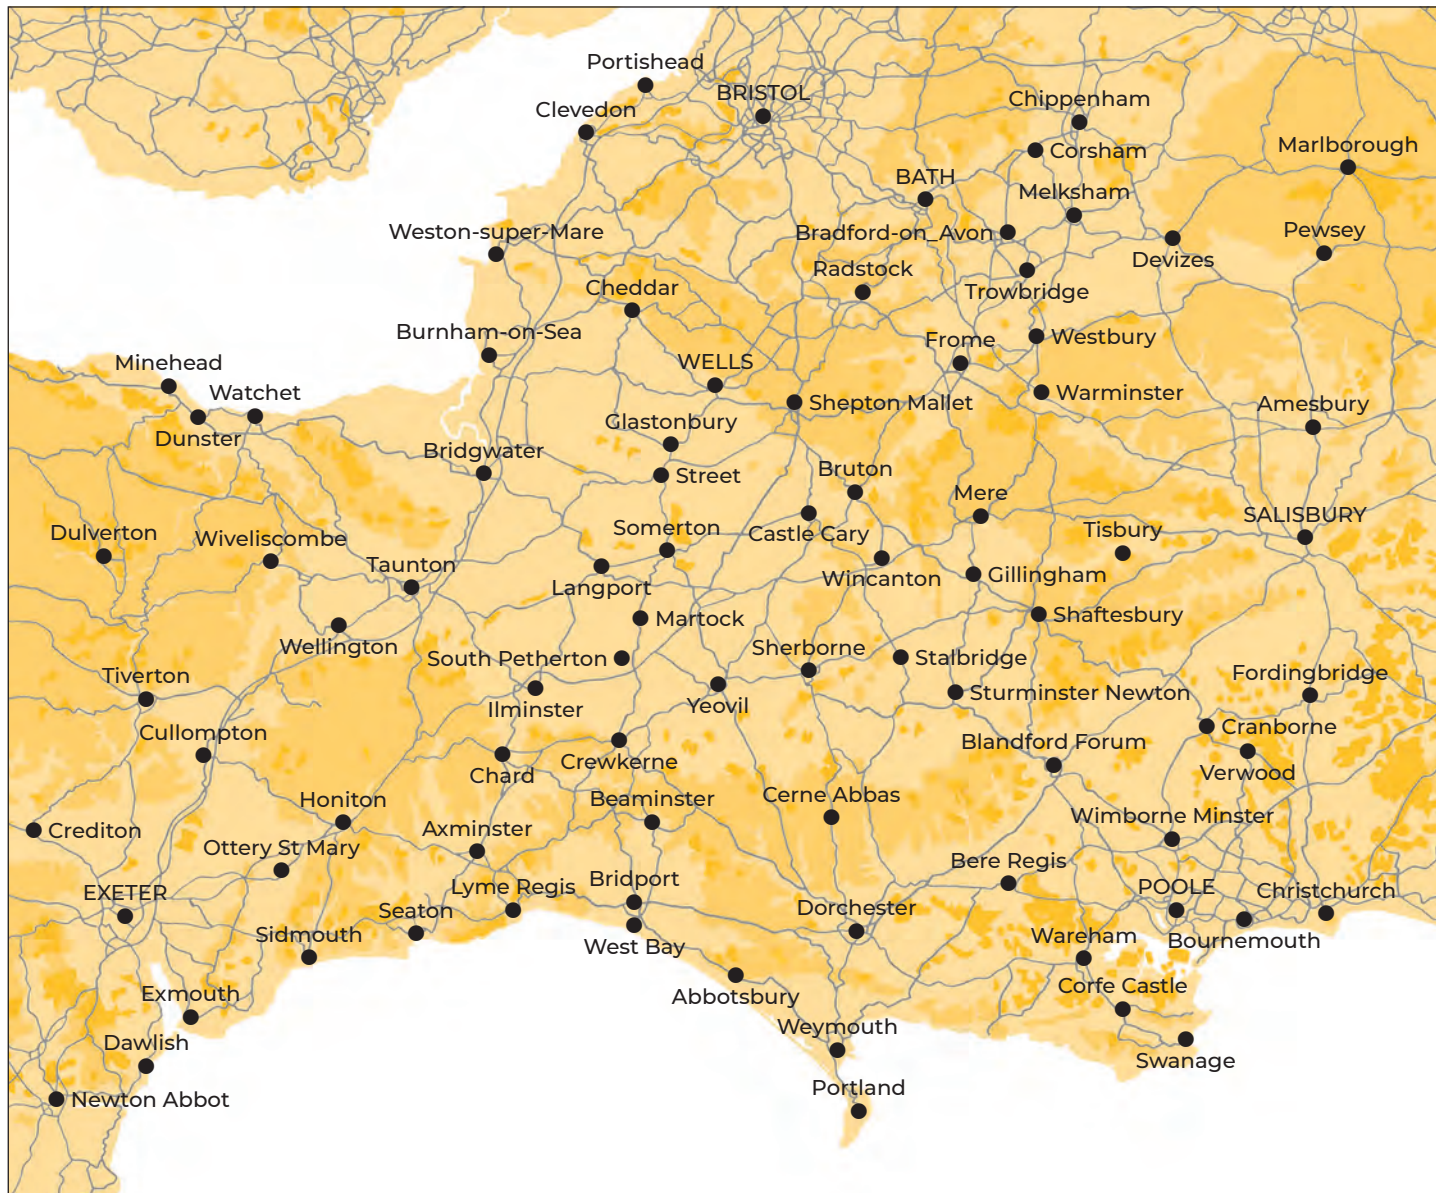 Portishead
BRISTOL
Chippenham
Clevedon
Corsham
Marlborough
BATH
Melksham
Weston-super-Mare
Bradford-on_Avon
Pewsey
Devizes
Radstock
Cheddar
Trowbridge
Burnham-on-Sea
Frome
Westbury
Minehead
WELLS
Watchet
Warminster
Shepton Mallet
Amesbury
Glastonbury
Dunster
Bridgwater
Street
Bruton
Mere
SALISBURY
Somerton
Castle Cary
Tisbury
Dulverton
Wiveliscombe
Taunton
Langport
Wincanton
Gillingham
Martock
Shaftesbury
Wellington
Sherborne
South Petherton
Stalbridge
Tiverton
Fordingbridge
Sturminster Newton
Ilminster
Yeovil
Cranborne
Cullompton
Blandford Forum
Crewkerne
Chard
Verwood
Honiton
Beaminster
Cerne Abbas
Wimborne Minster
Crediton
Axminster
Ottery St Mary
Bere Regis
Bridport
Lyme Regis
POOLE
Christchurch
EXETER
Seaton
Dorchester
Sidmouth
Wareham
Bournemouth
West Bay
Corfe Castle
Exmouth
Abbotsbury
Weymouth
Dawlish
Swanage
Portland
Newton Abbot